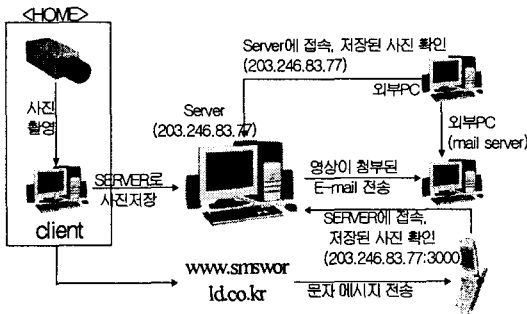 <HOME>
사진
촬영
client
SERVER로
사진저장
Server
(203.246.83.77)
Server에 접속, 저장된 사진 확인
(203.246.83.77)
외부PC
외부PC
(mail server)
영상이 첨부된
E-mail 전송
SERVER에 접속,
저장된 사진 확인
(203.246.83.77:3000)
www.smswor
ld.co.kr
문자 메시지 전송